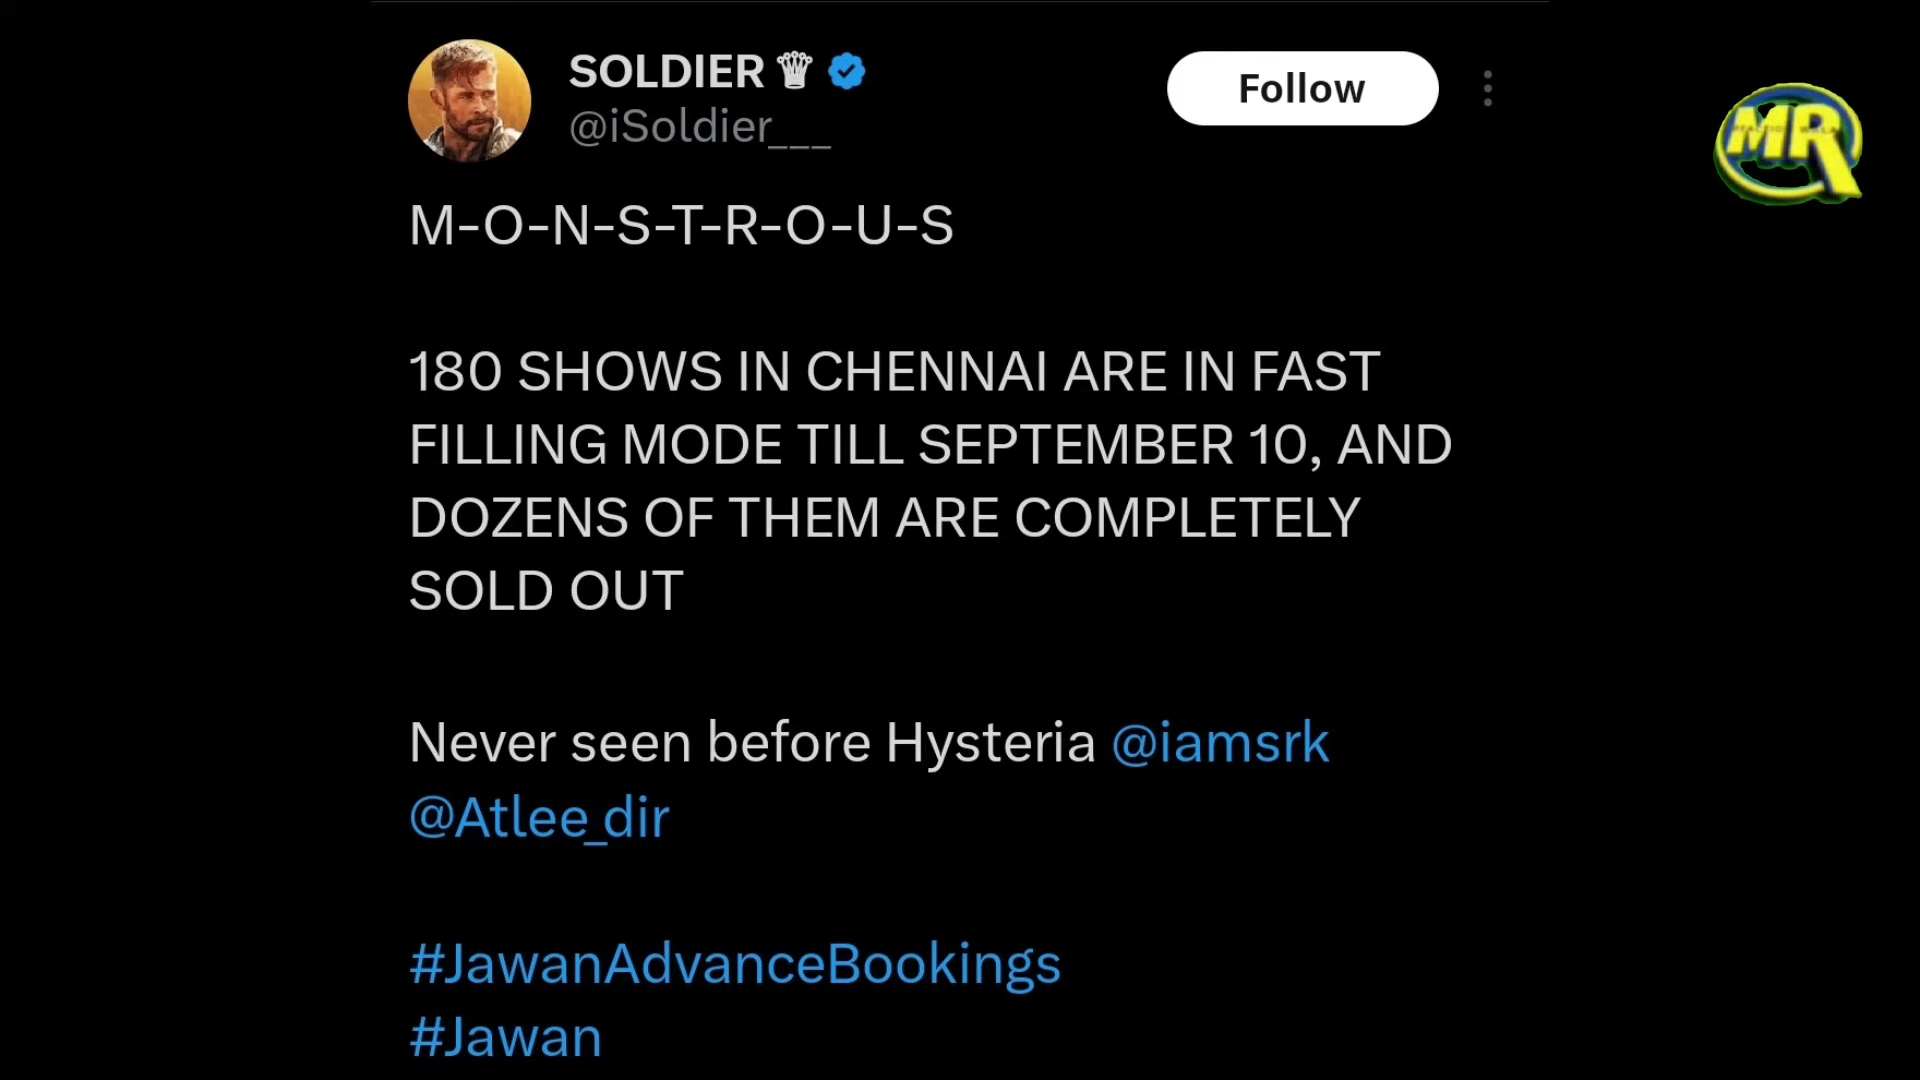 SOLDIER ♛
@iSoldier___
Follow
MR
M-O-N-S-T-R-O-U-S
180 SHOWS IN CHENNAI ARE IN FAST
FILLING MODE TILL SEPTEMBER 10, AND
DOZENS OF THEM ARE COMPLETELY
SOLD OUT
Never seen before Hysteria @iamsrk
@Atlee_dir
#JawanAdvanceBookings
#Jawan